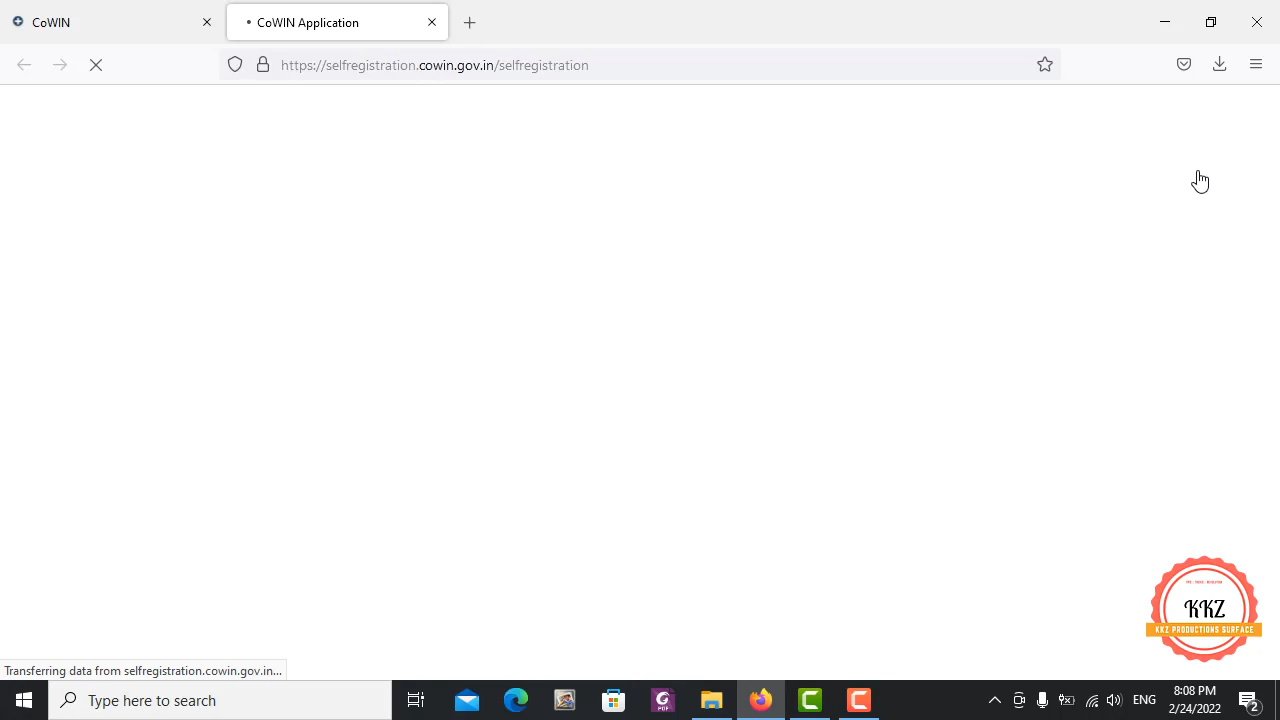 CoWIN
CoWIN Application
https://selfregistration.cowin.gov.in/selfregistration
KKZ
KKZ PRODUCTIONS SURFACE
Transferring data from selfregistration.cowin.gov.in...
Type here to search
PDF
ENG
8:08 PM
2/24/2022
2